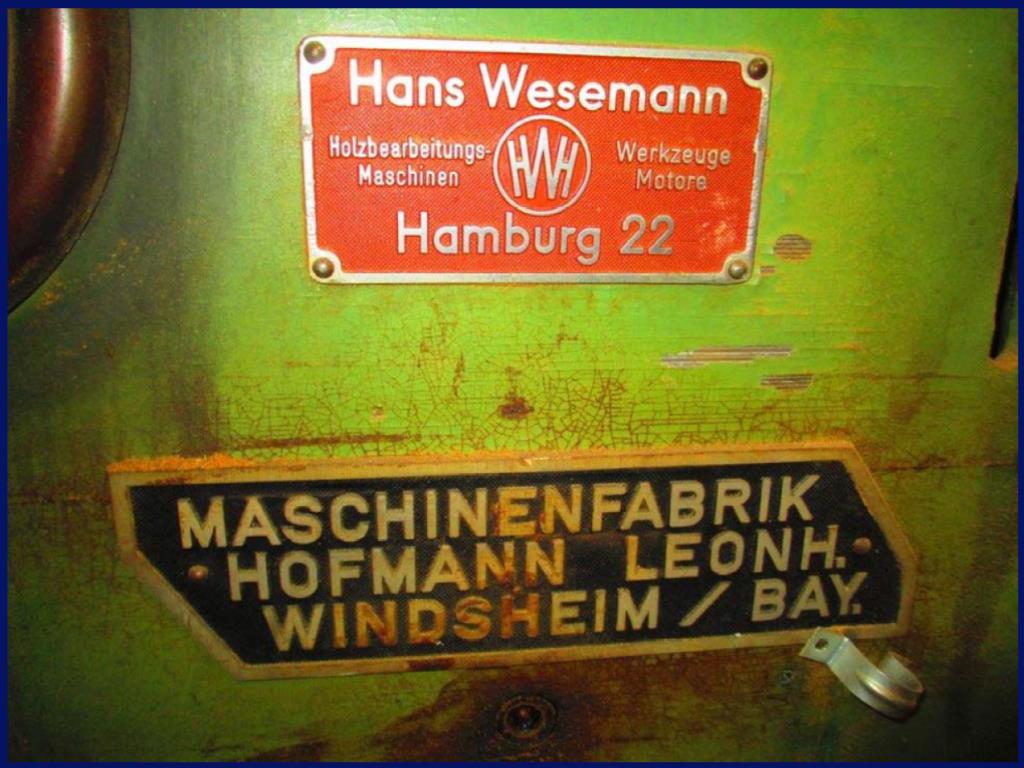 Hans Wesemann
Holzbearbeitungs-
Maschinen
HWH
Werkzeuge
Motore
Hamburg 22
MASCHINENFABRIK
HOFMANN LEONH.
WINDSHEIM / BAY.